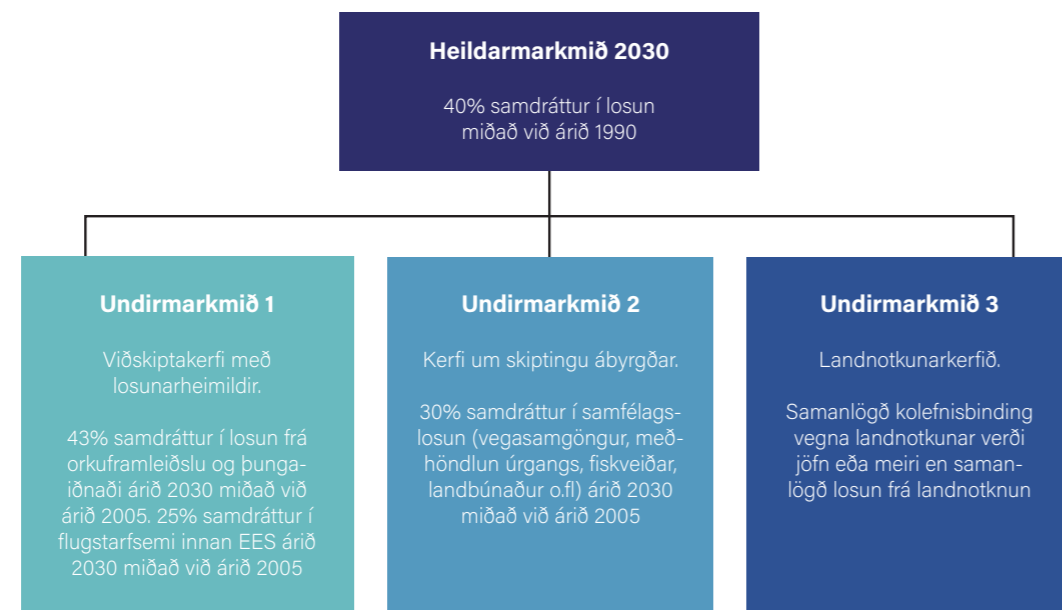 Heildarmarkmið 2030
40% samdráttur í losun
miðað við árið 1990
Undirmarkmið 1
Viðskiptakerfi með
losunarheimildir.
43% samdráttur í losun frá
orkuframleiðslu og þunga-
iðnaði árið 2030 miðað við
árið 2005. 25% samdráttur í
flugstarfsemi innan EES árið
2030 miðað við árið 2005
Undirmarkmið 2
Kerfi um skiptingu ábyrgðar.
30% samdráttur í samfélags-
losun (vegasamgöngur, með-
höndlun úrgangs, fiskveiðar,
landbúnaður o.fl) árið 2030
miðað við árið 2005
Undirmarkmið 3
Landnotkunarkerfið.
Samanlögð kolefnisbinding
vegna landnotkunar verði
jöfn eða meiri en saman-
lögð losun frá landnotknun